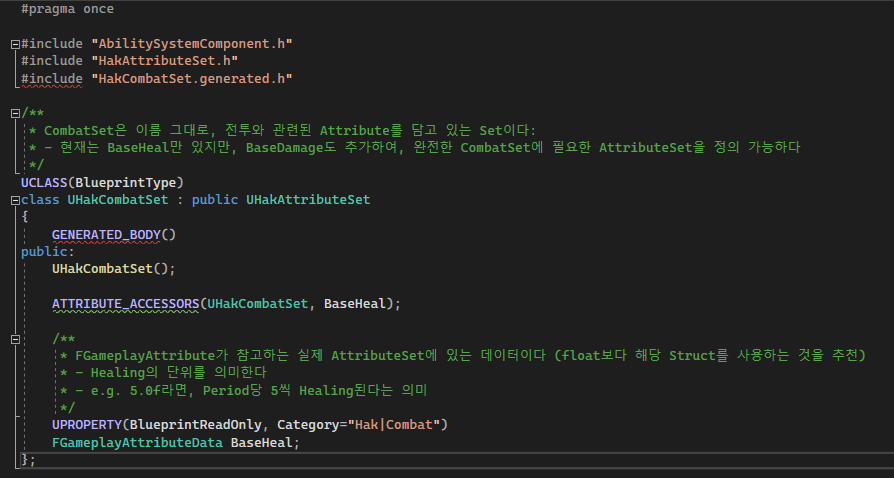 #pragma once
#include "AbilitySystemComponent.h"
#include "HakAttributeSet.h"
#include "HakCombatSet.generated.h"
/**
* CombatSet은 이름 그대로, 전투와 관련된 Attribute를 담고 있는 Set이다:
* - 현재는 BaseHeal만 있지만, BaseDamage도 추가하여, 완전한 CombatSet에 필요한 AttributeSet을 정의 가능하다
*/
UCLASS(BlueprintType)
class UHakCombatSet : public UHakAttributeSet
{
GENERATED_BODY()
public:
UHakCombatSet();
ATTRIBUTE_ACCESSORS(UHakCombatSet, BaseHeal);
/**
* FGameplayAttribute가 참고하는 실제 AttributeSet에 있는 데이터이다 (float보다 해당 Struct를 사용하는 것을 추천)
* - Healing의 단위를 의미한다
* - e.g. 5.0f라면, Period당 5씩 Healing된다는 의미
*/
UPROPERTY(BlueprintReadOnly, Category="Hak|Combat")
FGameplayAttributeData BaseHeal;
};